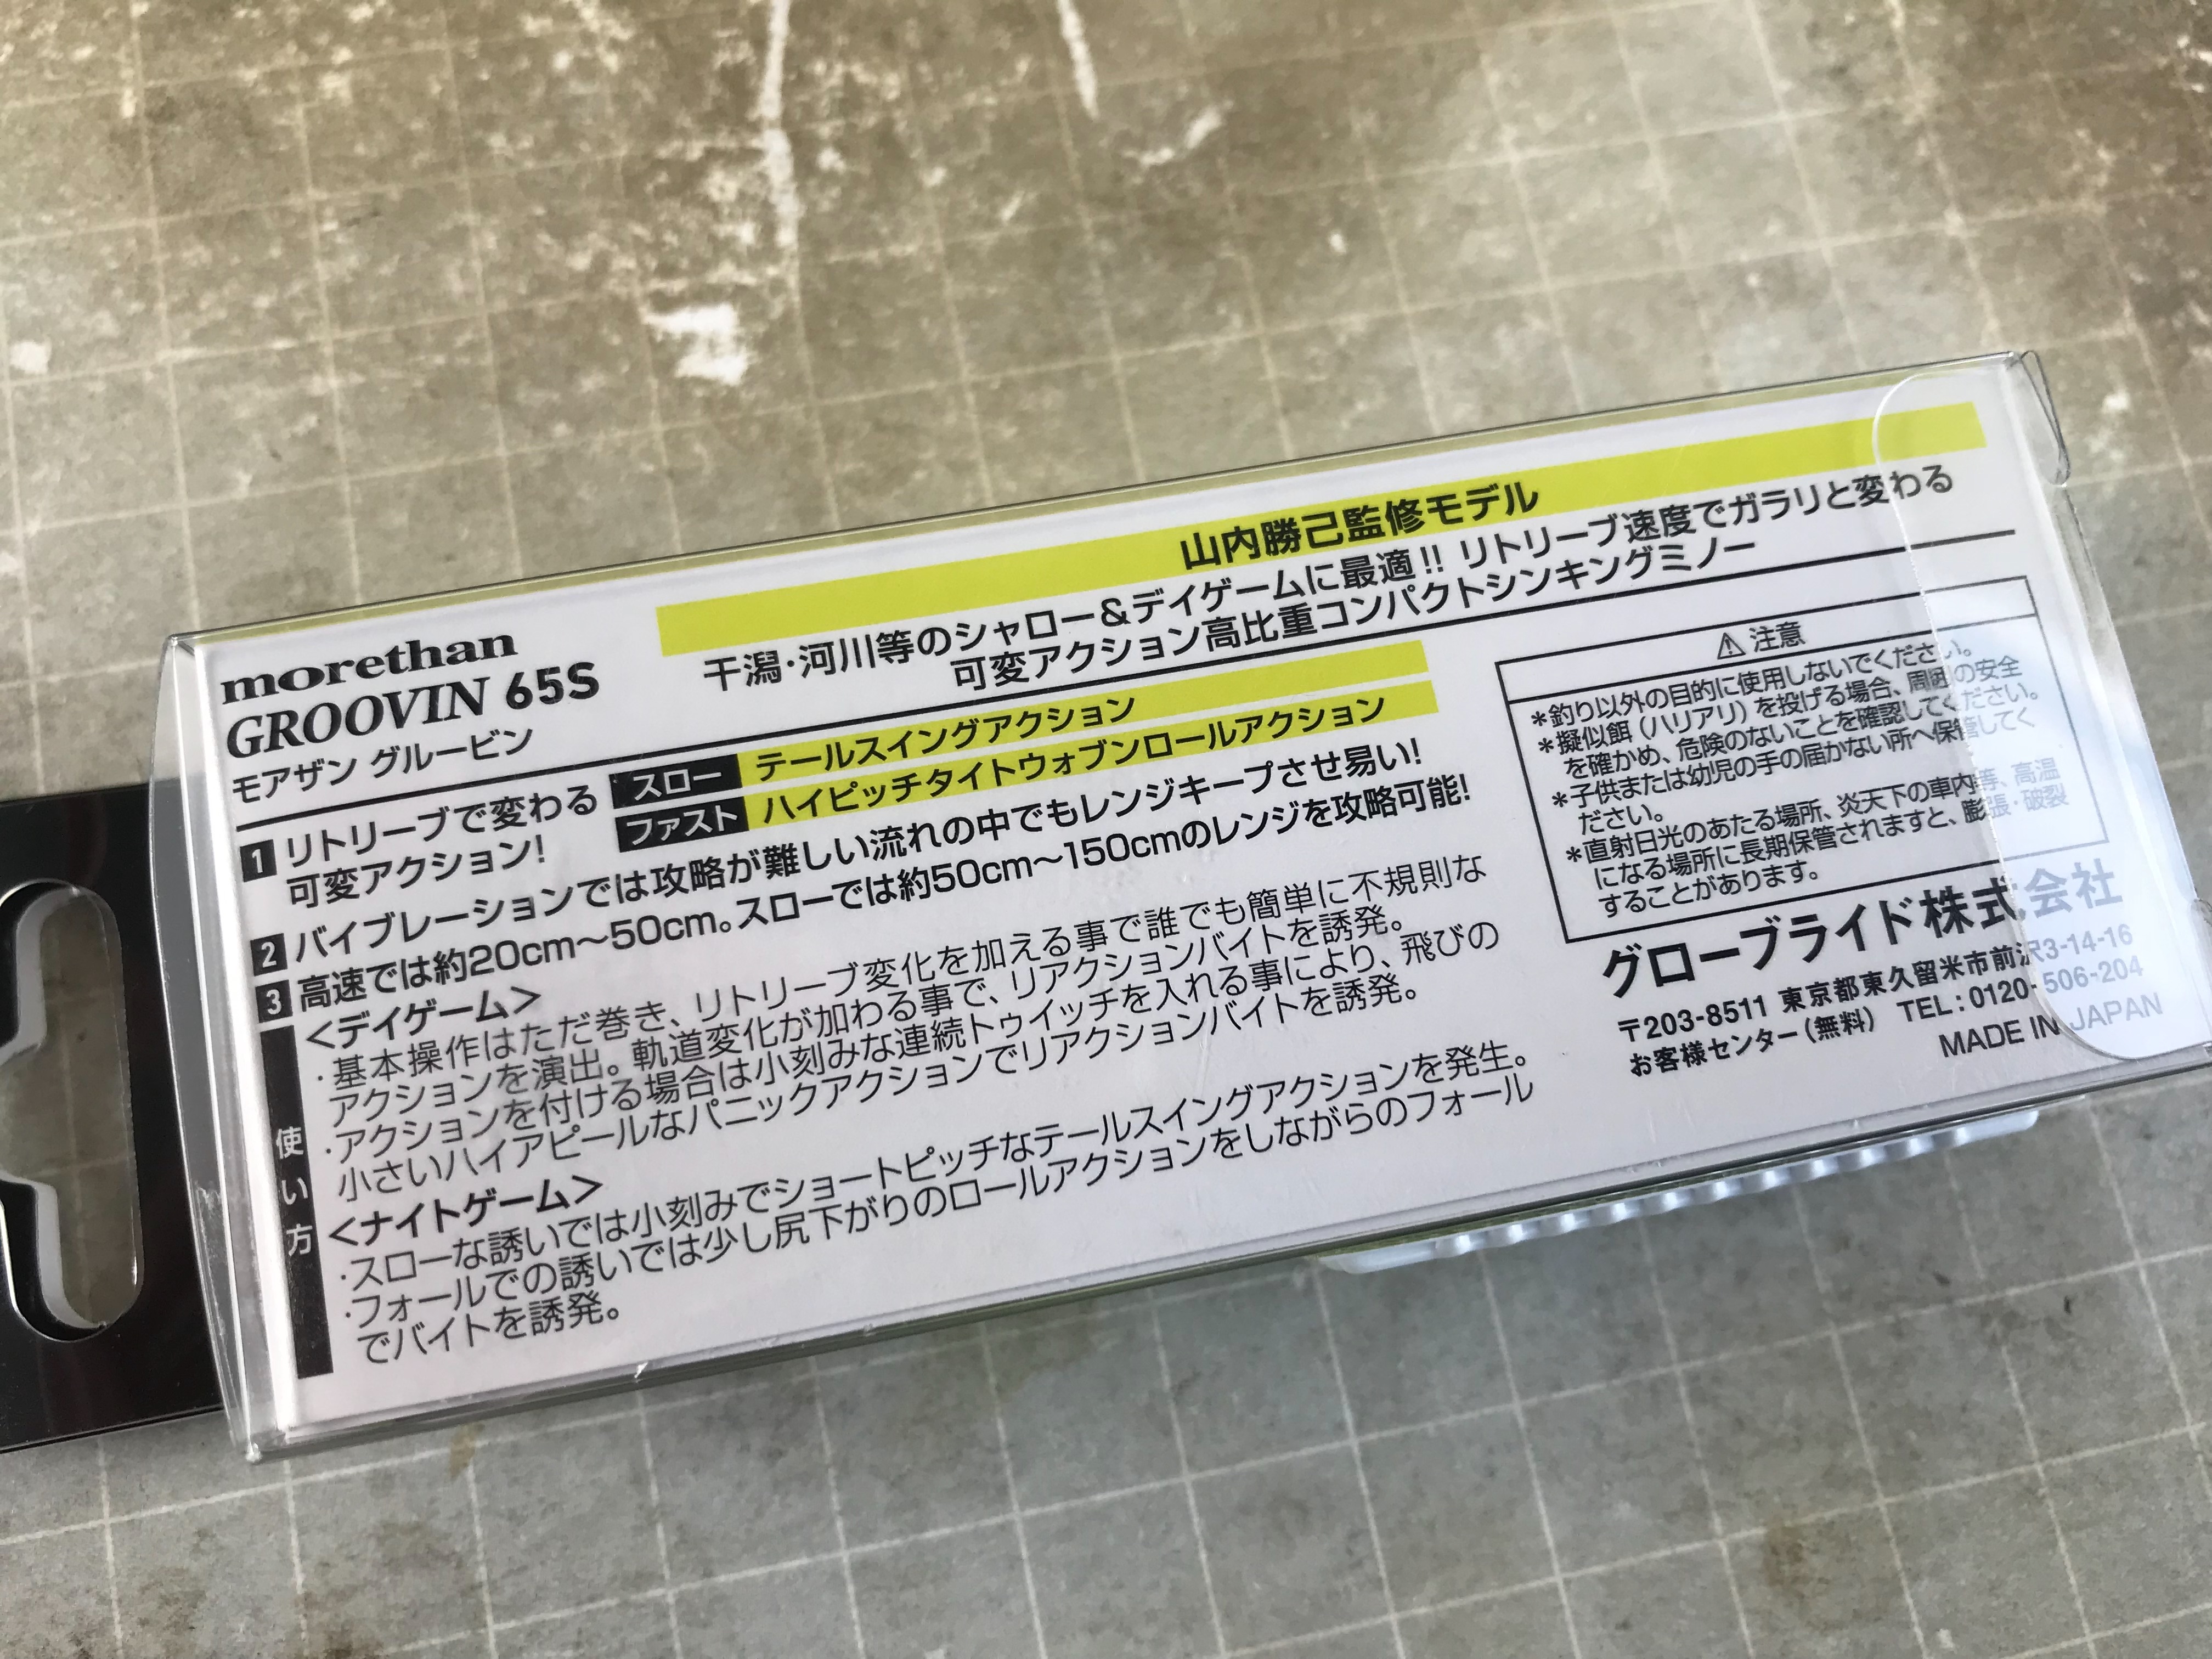 morethan
GROOVIN 65S
モアザン グルービン
山内勝己監修モデル
干潟・河川等のシャロー&デイゲームに最適!! リトリーブ速度でガラリと変わる
可変アクション高比重コンパクトシンキングミノー
1 リトリーブで変わる
可変アクション!
スロー テールスイングアクション
ファスト ハイピッチタイトウォブンロールアクション
2 バイブレーションでは攻略が難しい流れの中でもレンジキープさせ易い!
3 高速では約20cm～50cm。スローでは約50cm～150cmのレンジを攻略可能!
使い方
<デイゲーム>
・基本操作はただ巻き、リトリーブ変化を加える事で誰でも簡単に不規則な
アクションを演出。軌道変化が加わる事で、リアクションバイトを誘発。
・アクションを付ける場合は小刻みな連続トゥイッチを入れる事により、飛びの
小さいハイアピールなパニックアクションでリアクションバイトを誘発。
<ナイトゲーム>
・スローな誘いでは小刻みでショートピッチなテールスイングアクションを発生。
・フォールでの誘いでは少し尻下がりのロールアクションをしながらのフォール
でバイトを誘発。
⚠ 注意
*釣り以外の目的に使用しないでください。
*擬似餌(ハリアリ)を投げる場合、周囲の安全
を確かめ、危険のないことを確認してください。
*子供または幼児の手の届かない所へ保管してく
ださい。
*直射日光のあたる場所、炎天下の車内等、高温
になる場所に長期保管されますと、膨張・破裂
することがあります。
グローブライド株式会社
〒203-8511 東京都東久留米市前沢3-14-16
お客様センター(無料) TEL:0120-506-204
MADE IN JAPAN